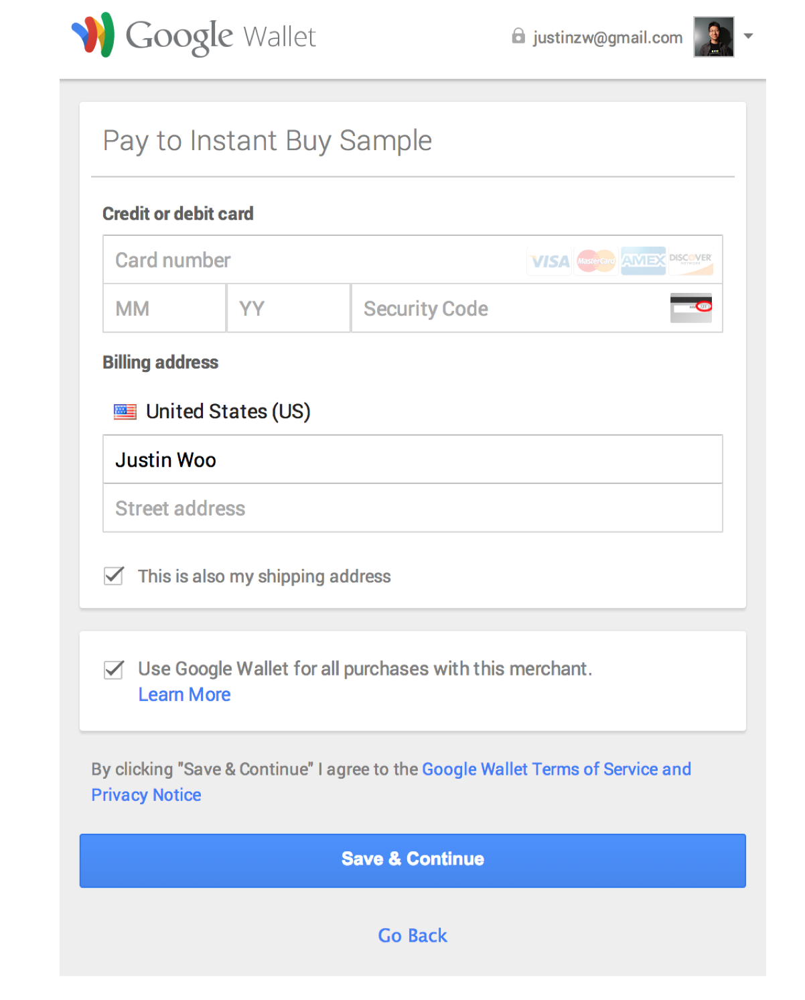 Google Wallet
justinzw@gmail.com
Pay to Instant Buy Sample
Credit or debit card
Card number
VISA MasterCard AMEX DISCOVER NETWORK
MM YY Security Code
123
Billing address
United States (US)
Justin Woo
Street address
This is also my shipping address
Use Google Wallet for all purchases with this merchant.
Learn More
By clicking "Save & Continue" I agree to the Google Wallet Terms of Service and
Privacy Notice
Save & Continue
Go Back